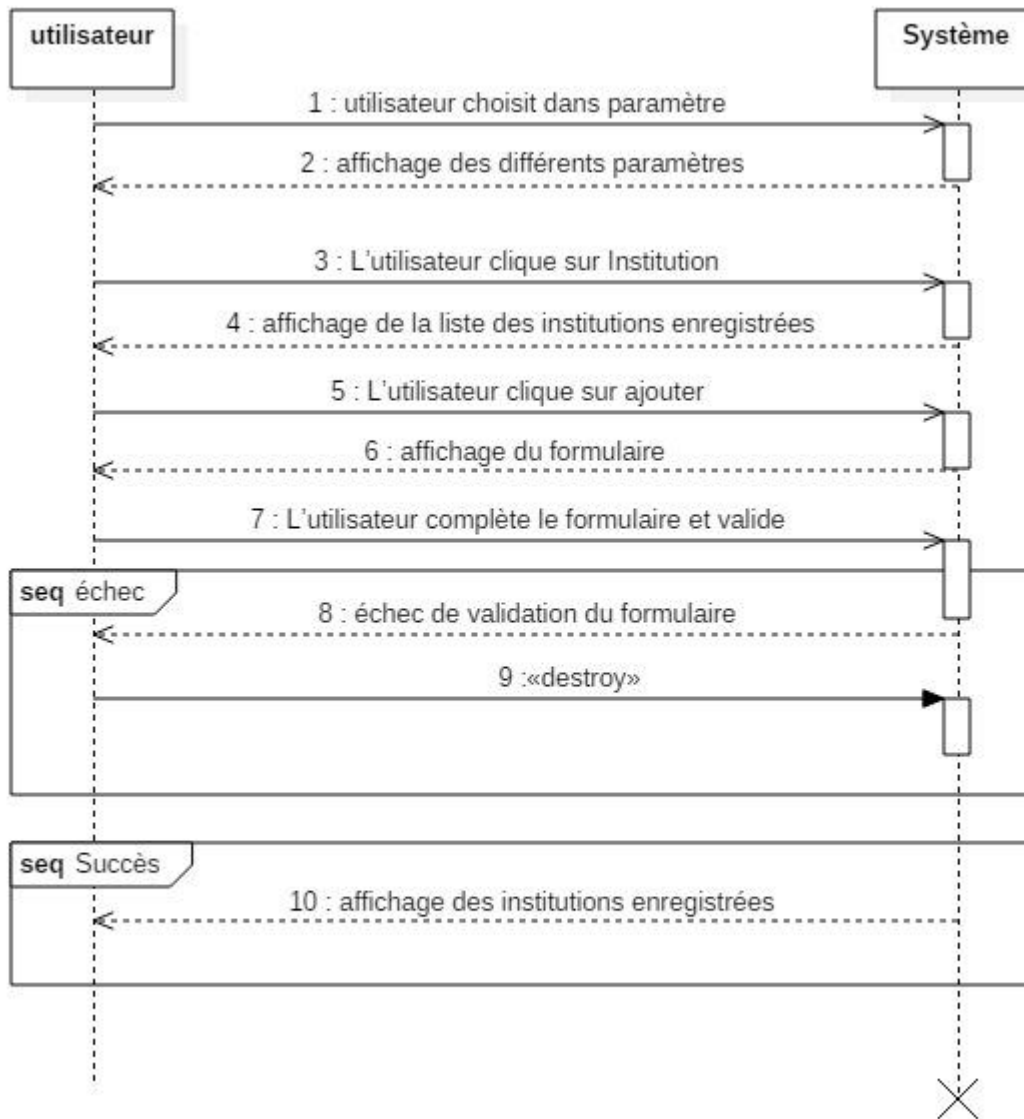 utilisateur
Système
1 : utilisateur choisit dans paramètre
2 : affichage des différents paramètres
3 : L'utilisateur clique sur Institution
4 : affichage de la liste des institutions enregistrées
5 : L'utilisateur clique sur ajouter
6 : affichage du formulaire
7 : L'utilisateur complète le formulaire et valide
seq échec
8 : échec de validation du formulaire
9 :«destroy»
seq Succès
10 : affichage des institutions enregistrées